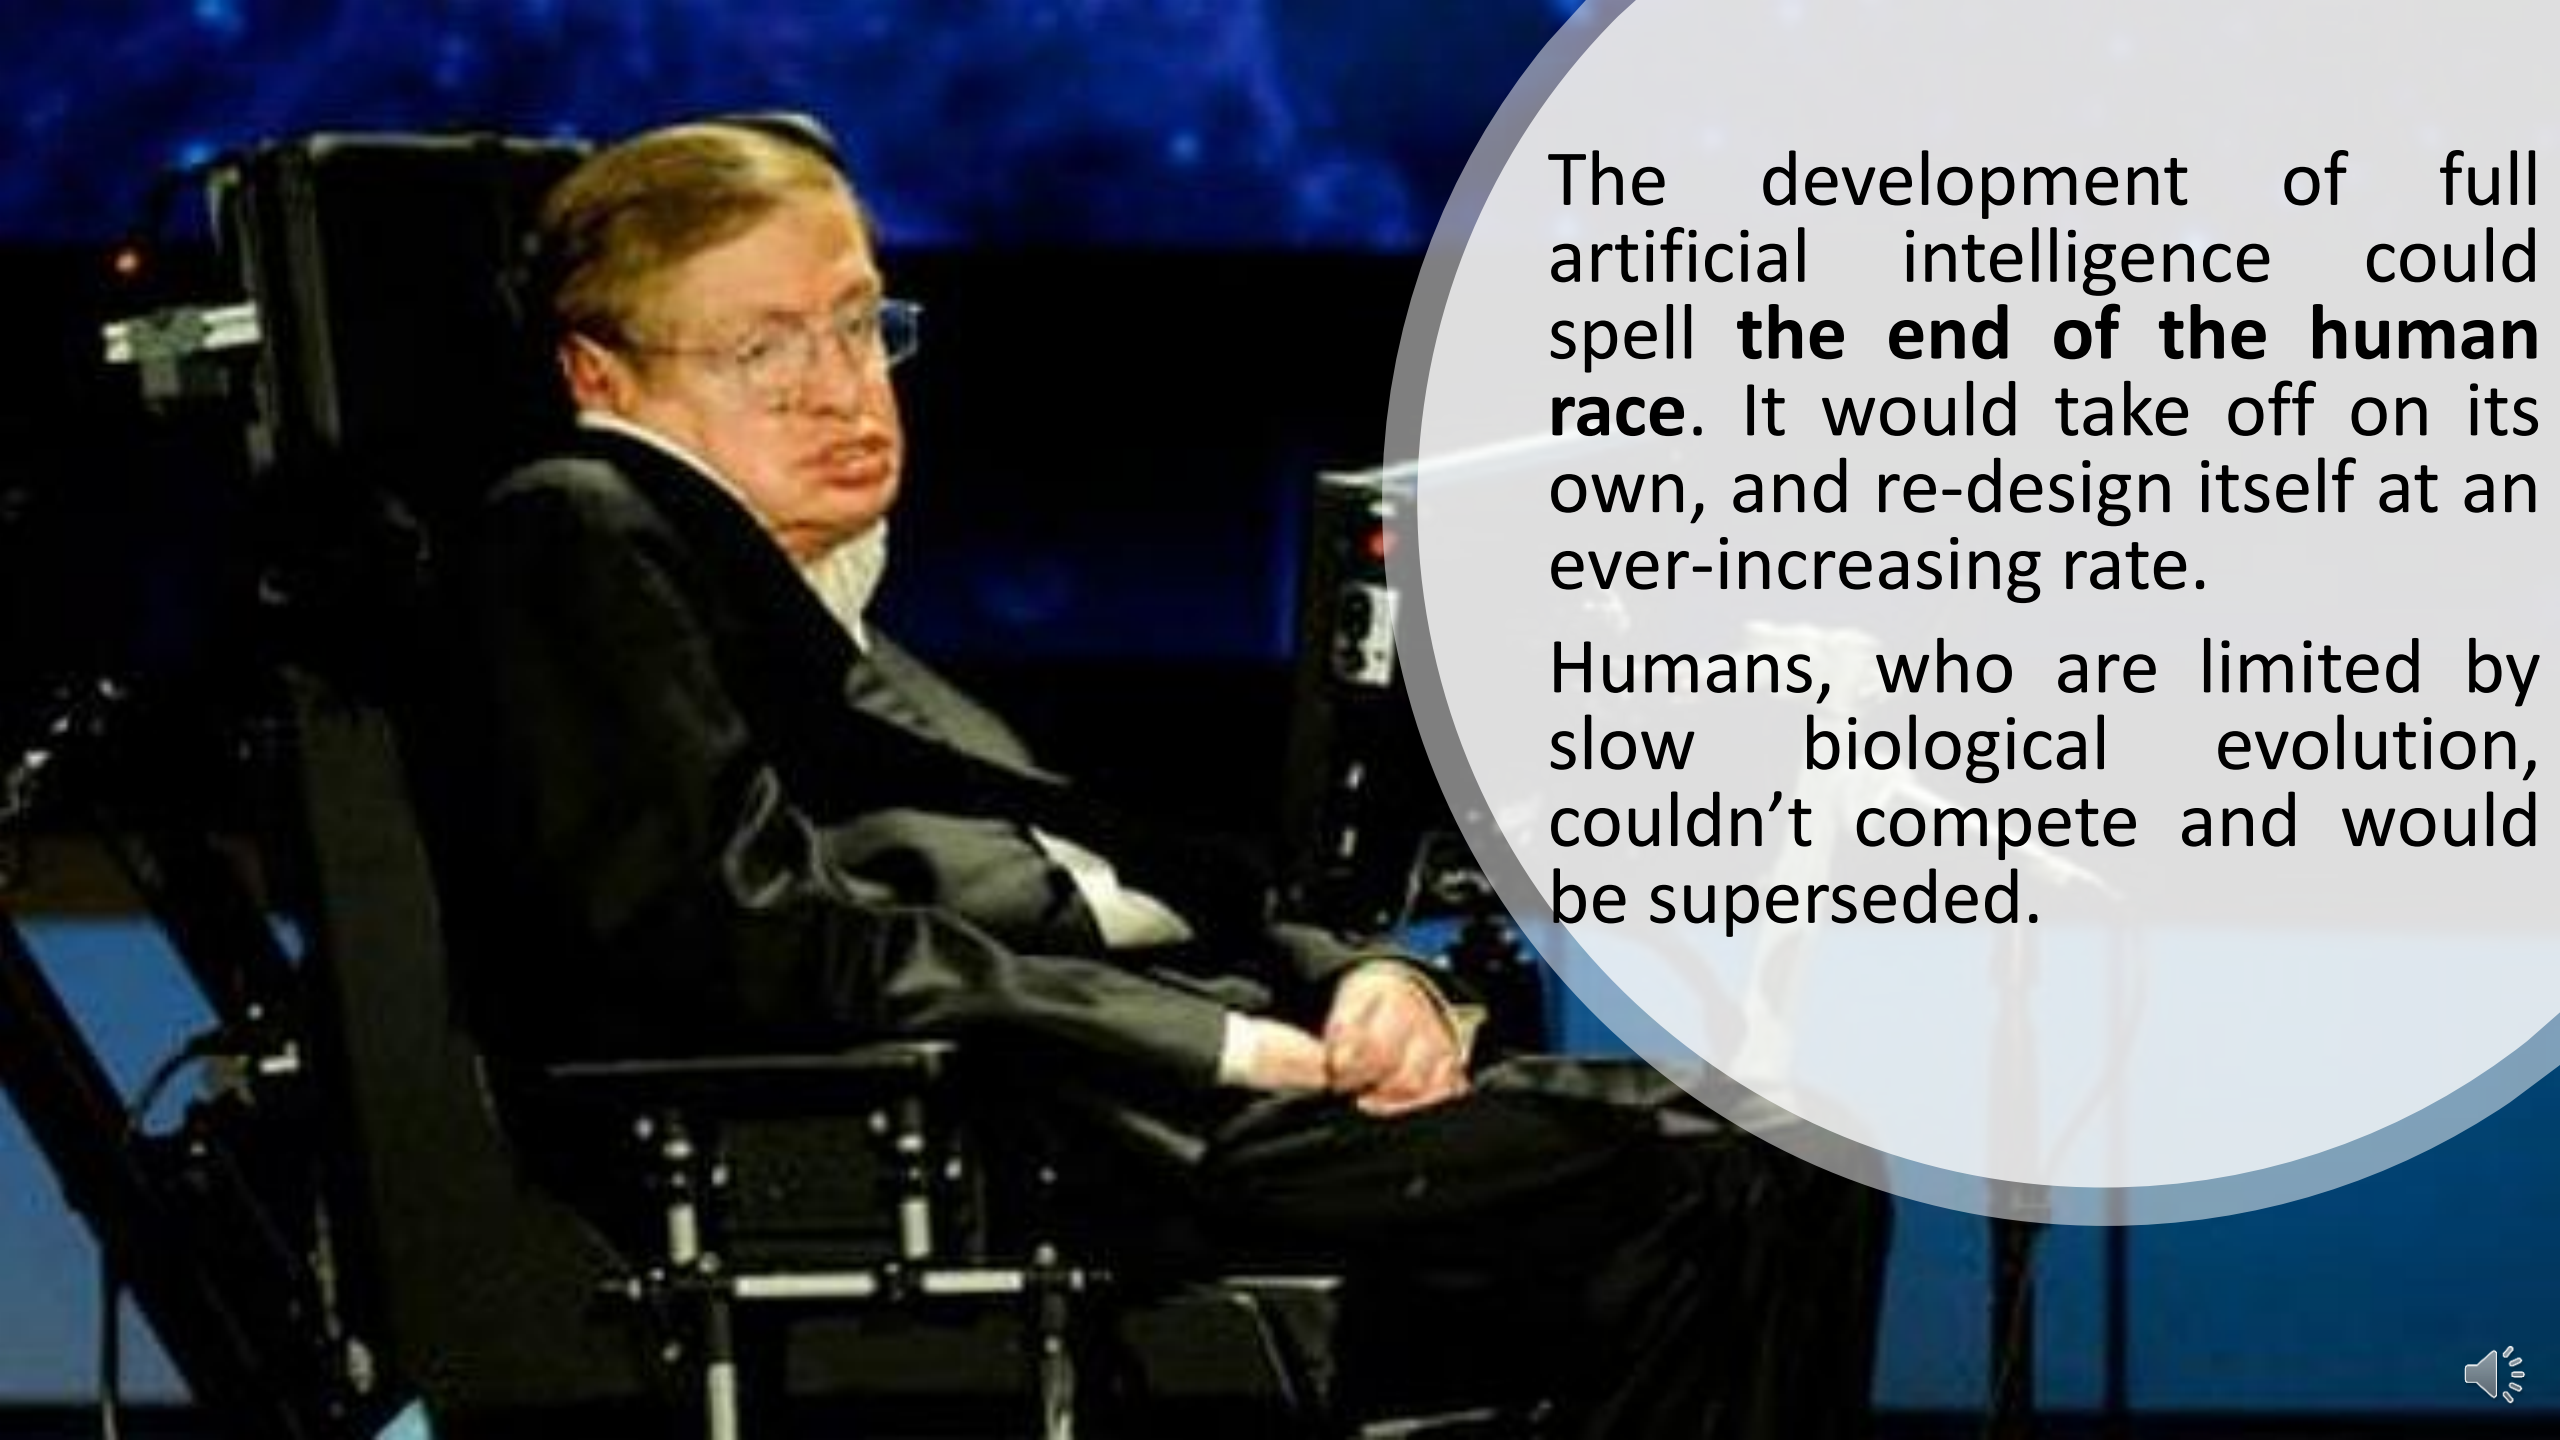 The development of full
artificial intelligence could
spell the end of the human
race. It would take off on its
own, and re-design itself at an
ever-increasing rate.
Humans, who are limited by
slow biological evolution,
couldn’t compete and would
be superseded.